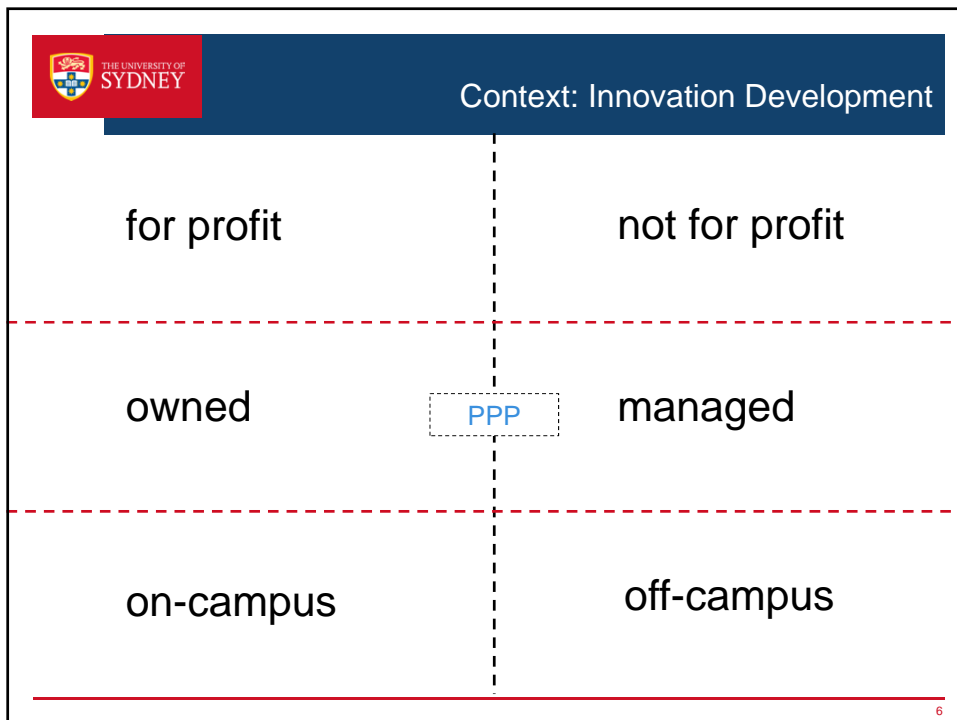 THE UNIVERSITY OF
SYDNEY
Context: Innovation Development
for profit
not for profit
owned
PPP
managed
on-campus
off-campus
6